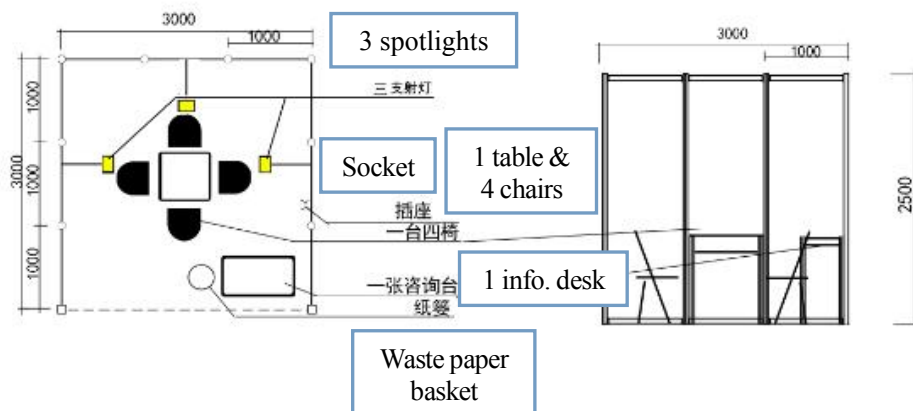 3000
1000
3 spotlights
3000
1000
三支射灯
1000
3000
1000
1000
Socket
1 table &
4 chairs
插座
一台四椅
2500
1 info. desk
一张咨询台
纸篓
Waste paper
basket